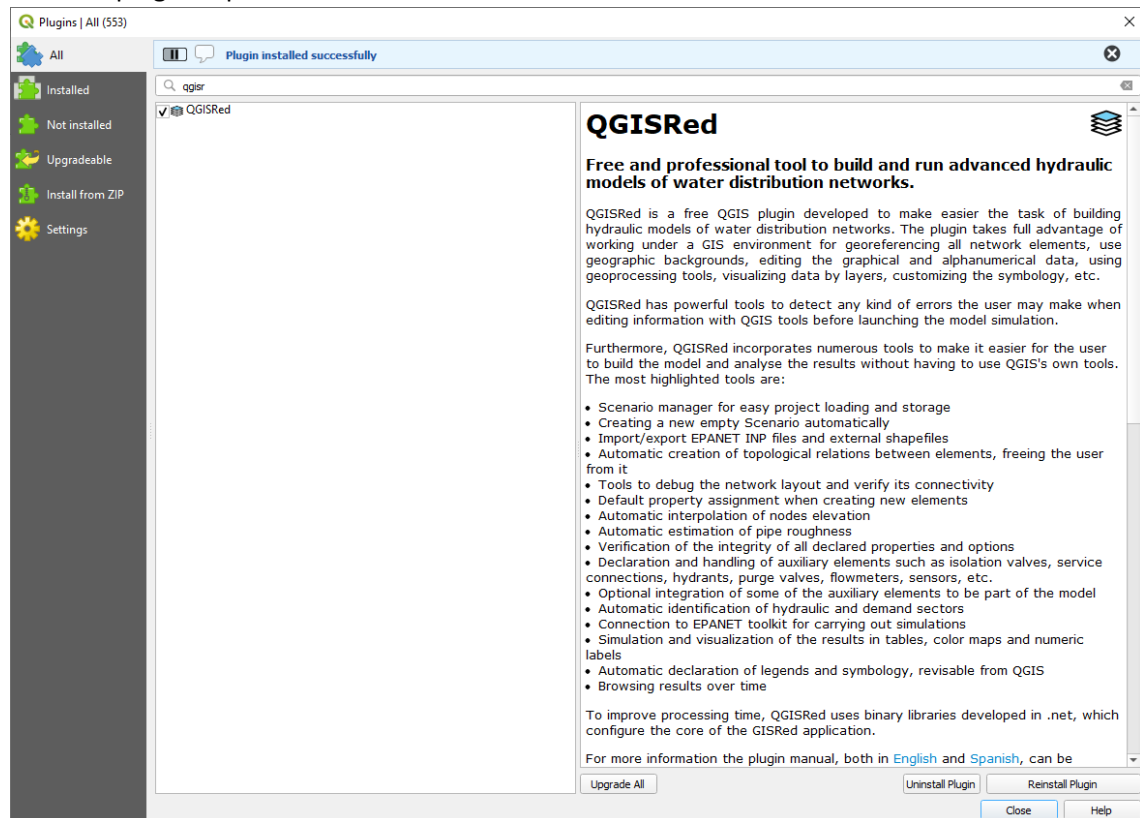 Plugins | All (553)
All
Plugin installed successfully
Installed
Not installed
Upgradeable
Install from ZIP
Settings
qgisr
QGISRed
QGISRed
Free and professional tool to build and run advanced hydraulic
models of water distribution networks.
QGISRed is a free QGIS plugin developed to make easier the task of building
hydraulic models of water distribution networks. The plugin takes full advantage of
working under a GIS environment for georeferencing all network elements, use
geographic backgrounds, editing the graphical and alphanumerical data, using
geoprocessing tools, visualizing data by layers, customizing the symbology, etc.
QGISRed has powerful tools to detect any kind of errors the user may make when
editing information with QGIS tools before launching the model simulation.
Furthermore, QGISRed incorporates numerous tools to make it easier for the user
to build the model and analyse the results without having to use QGIS's own tools.
The most highlighted tools are:
• Scenario manager for easy project loading and storage
• Creating a new empty Scenario automatically
• Import/export EPANET INP files and external shapefiles
• Automatic creation of topological relations between elements, freeing the user
from it
• Tools to debug the network layout and verify its connectivity
• Default property assignment when creating new elements
• Automatic interpolation of nodes elevation
• Automatic estimation of pipe roughness
• Verification of the integrity of all declared properties and options
• Declaration and handling of auxiliary elements such as isolation valves, service
connections, hydrants, purge valves, flowmeters, sensors, etc.
• Optional integration of some of the auxiliary elements to be part of the model
• Automatic identification of hydraulic and demand sectors
• Connection to EPANET toolkit for carrying out simulations
• Simulation and visualization of the results in tables, color maps and numeric
labels
• Automatic declaration of legends and symbology, revisable from QGIS
• Browsing results over time
To improve processing time, QGISRed uses binary libraries developed in .net, which
configure the core of the GISRed application.
For more information the plugin manual, both in English and Spanish, can be
Upgrade All
Uninstall Plugin
Reinstall Plugin
Close
Help